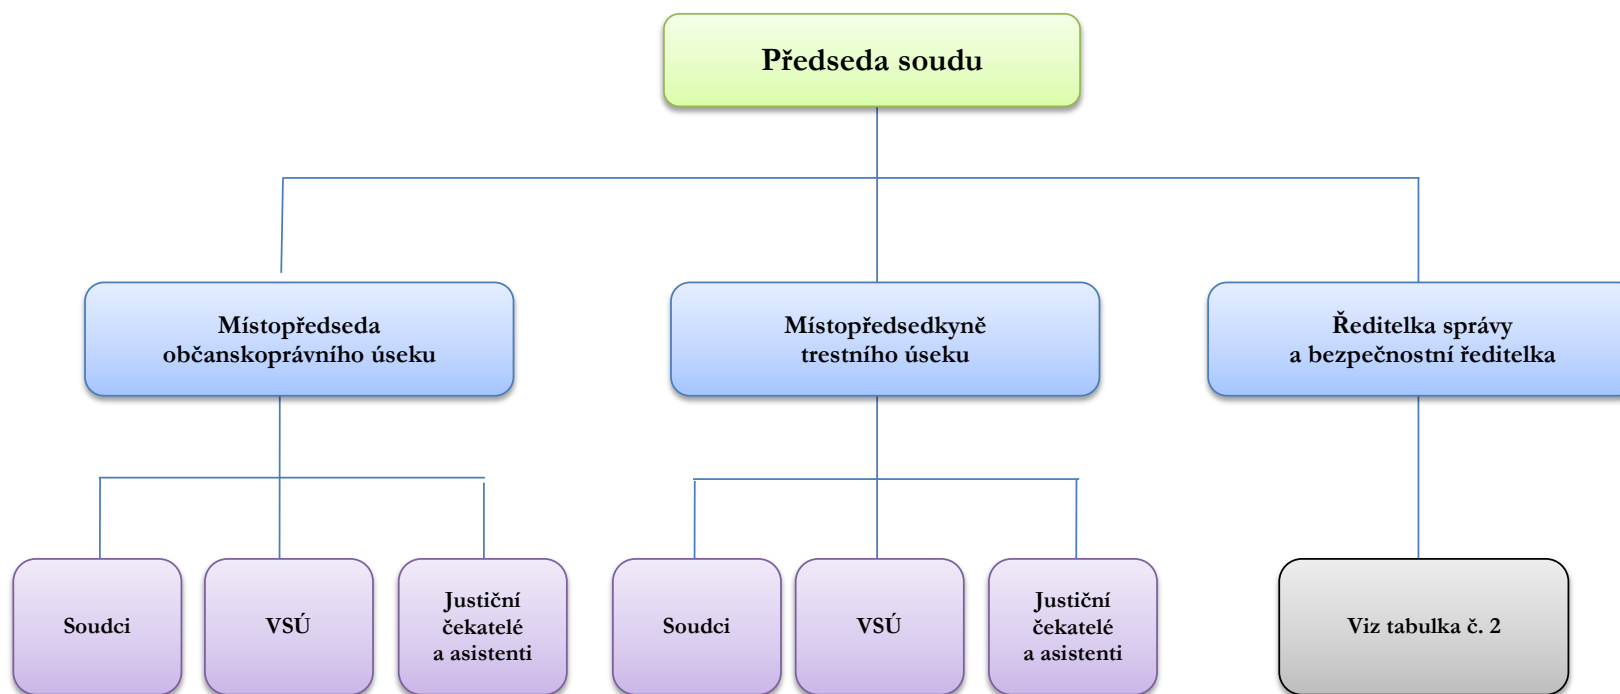 Předseda soudu
Místopředseda
občanskoprávního úseku
Místopředsedkyně
trestního úseku
Ředitelka správy
a bezpečnostní ředitelka
Soudci
VSÚ
Justiční
čekatelé
a asistenti
Soudci
VSÚ
Justiční
čekatelé
a asistenti
Viz tabulka č. 2